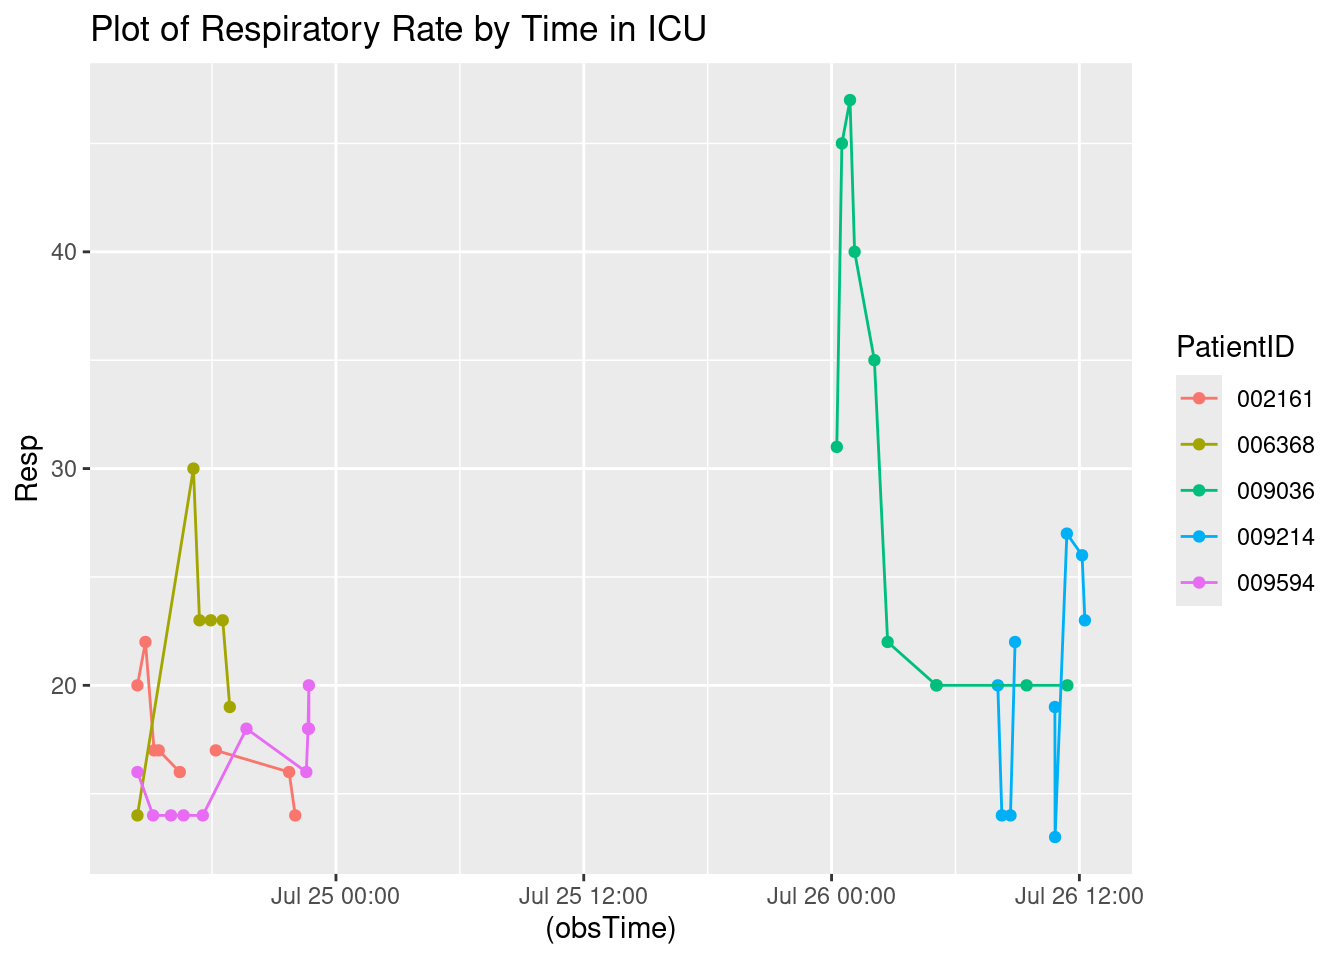 Plot of Respiratory Rate by Time in ICU
40
30
20
Resp
Jul 25 00:00
Jul 25 12:00
Jul 26 00:00
Jul 26 12:00
(obsTime)
PatientID
002161
006368
009036
009214
009594